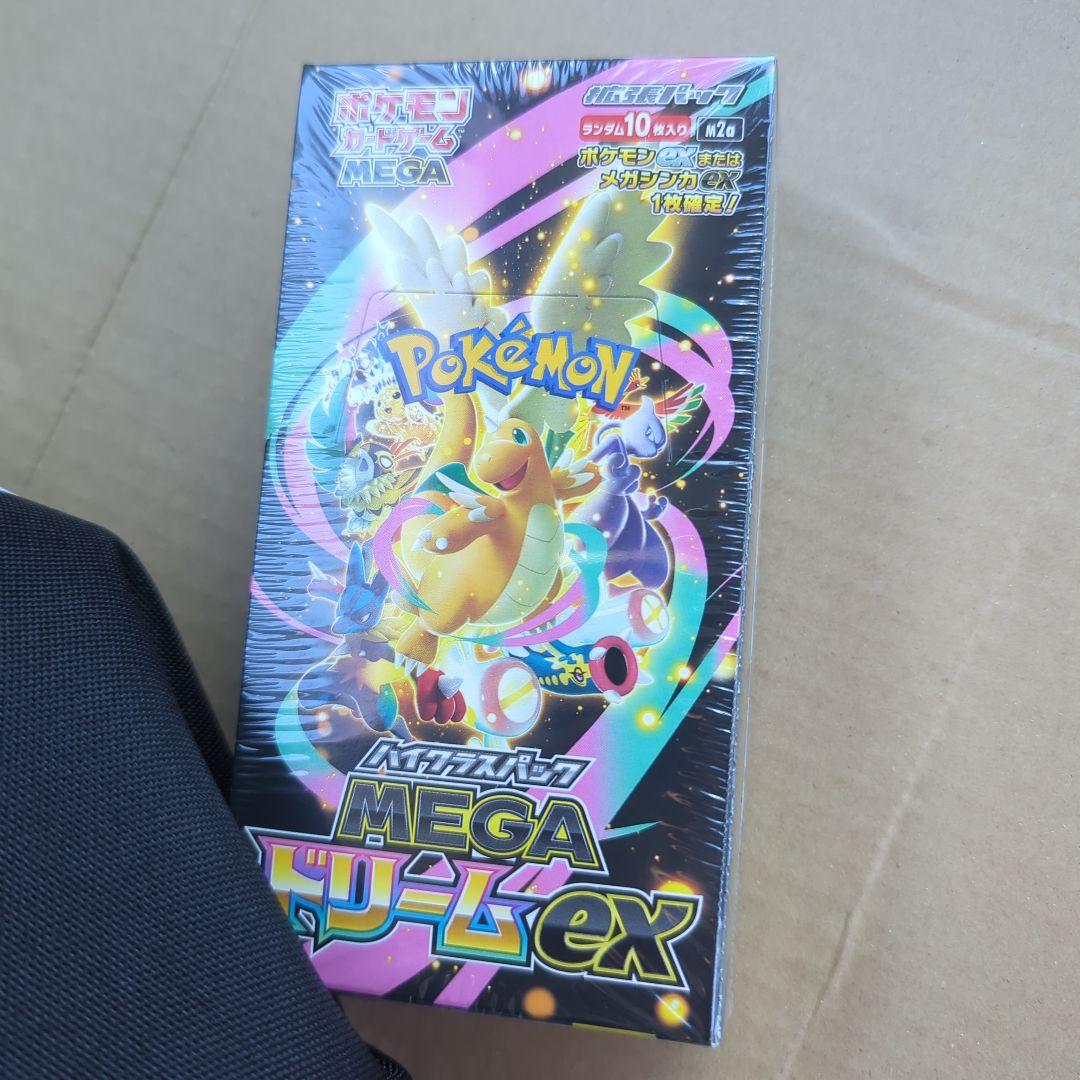 ポケモン
カードゲーム
MEGA
拡張パック
ランダム10枚入り M2a
ポケモンexまたは
メガシンカex
1枚確定!
POKéMON
TM
ハイクラスパック
MEGA
ドリームex